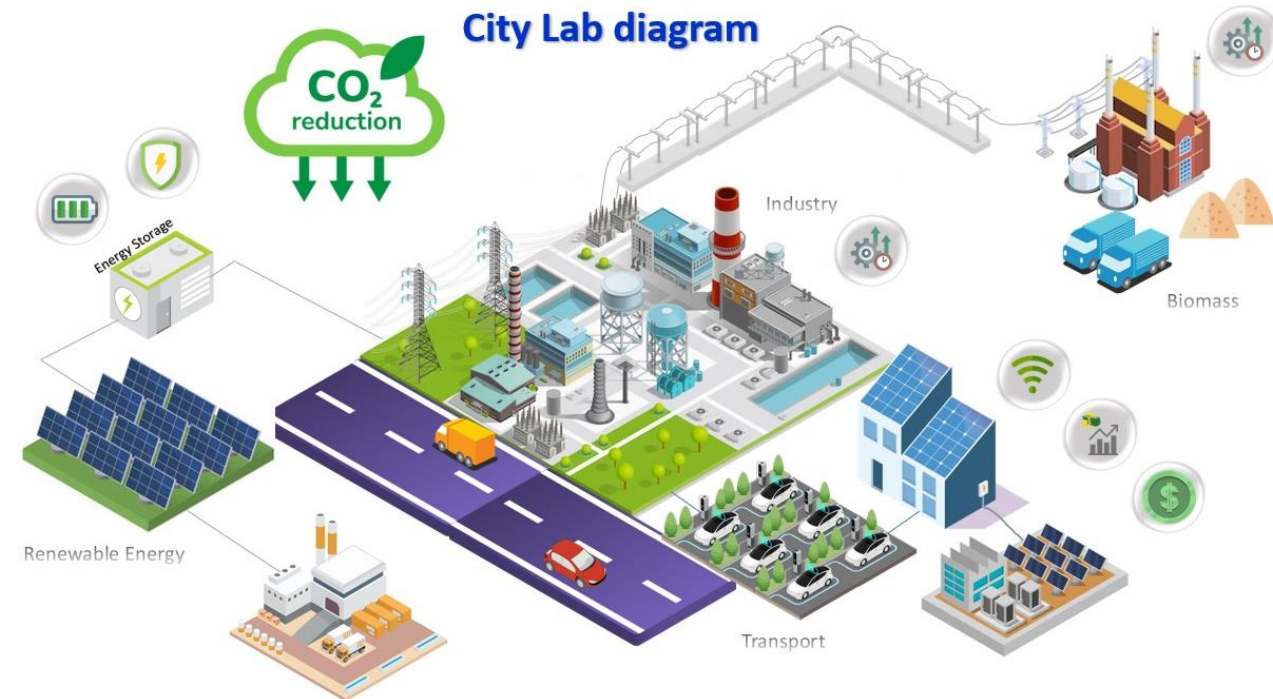 City Lab diagram
CO₂
reduction
Industry
Energy Storage
Biomass
Renewable Energy
Transport
$